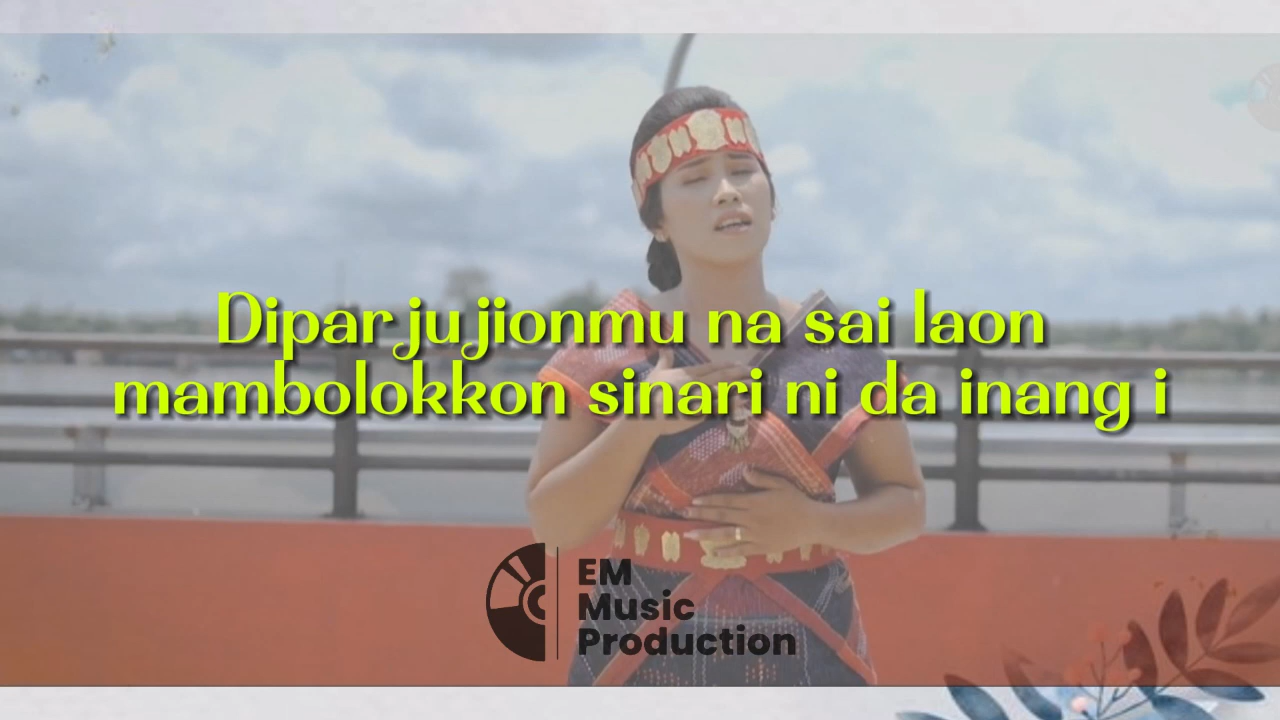 Diparjujionmu na sai laon
mambolokkon sinari ni da inang i
EM
Music
Production